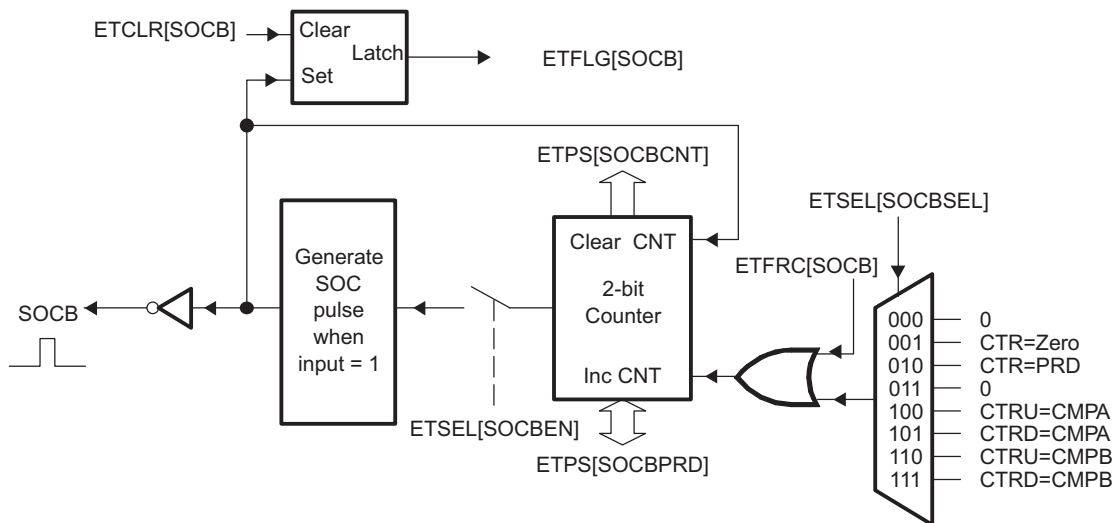 ETCLR[SOCB]
Clear
Latch
Set
ETFLG[SOCB]
ETPS[SOCBCNT]
ETSEL[SOCBSEL]
Clear CNT
2-bit
Counter
Inc CNT
ETFRC[SOCB]
Generate
SOC
pulse
when
input = 1
SOCB
ETSEL[SOCBEN]
ETPS[SOCBPRD]
000 0
001 CTR=Zero
010 CTR=PRD
011 0
100 CTRU=CMPA
101 CTRD=CMPA
110 CTRU=CMPB
111 CTRD=CMPB